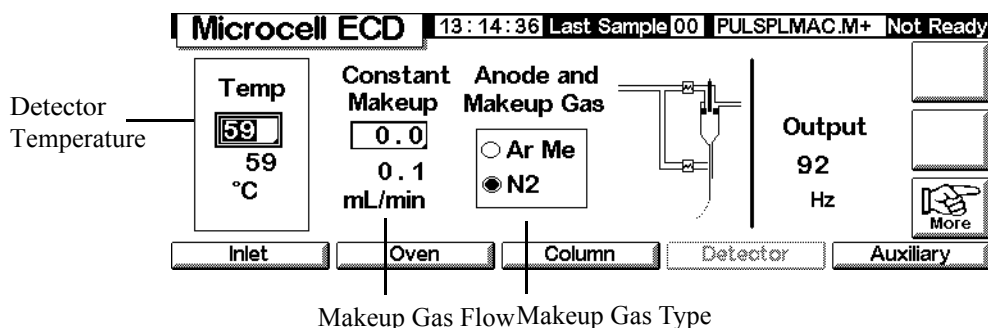 Microcell ECD 13:14:36 Last Sample 00 PULSPLMAC.M+ Not Ready
Detector
Temperature
Temp
59
59
°C
Constant
Makeup
0.0
0.1
mL/min
Anode and
Makeup Gas
Ar Me
N2
Output
92
Hz
More
Inlet Oven Column Detector Auxiliary
Makeup Gas Flow Makeup Gas Type